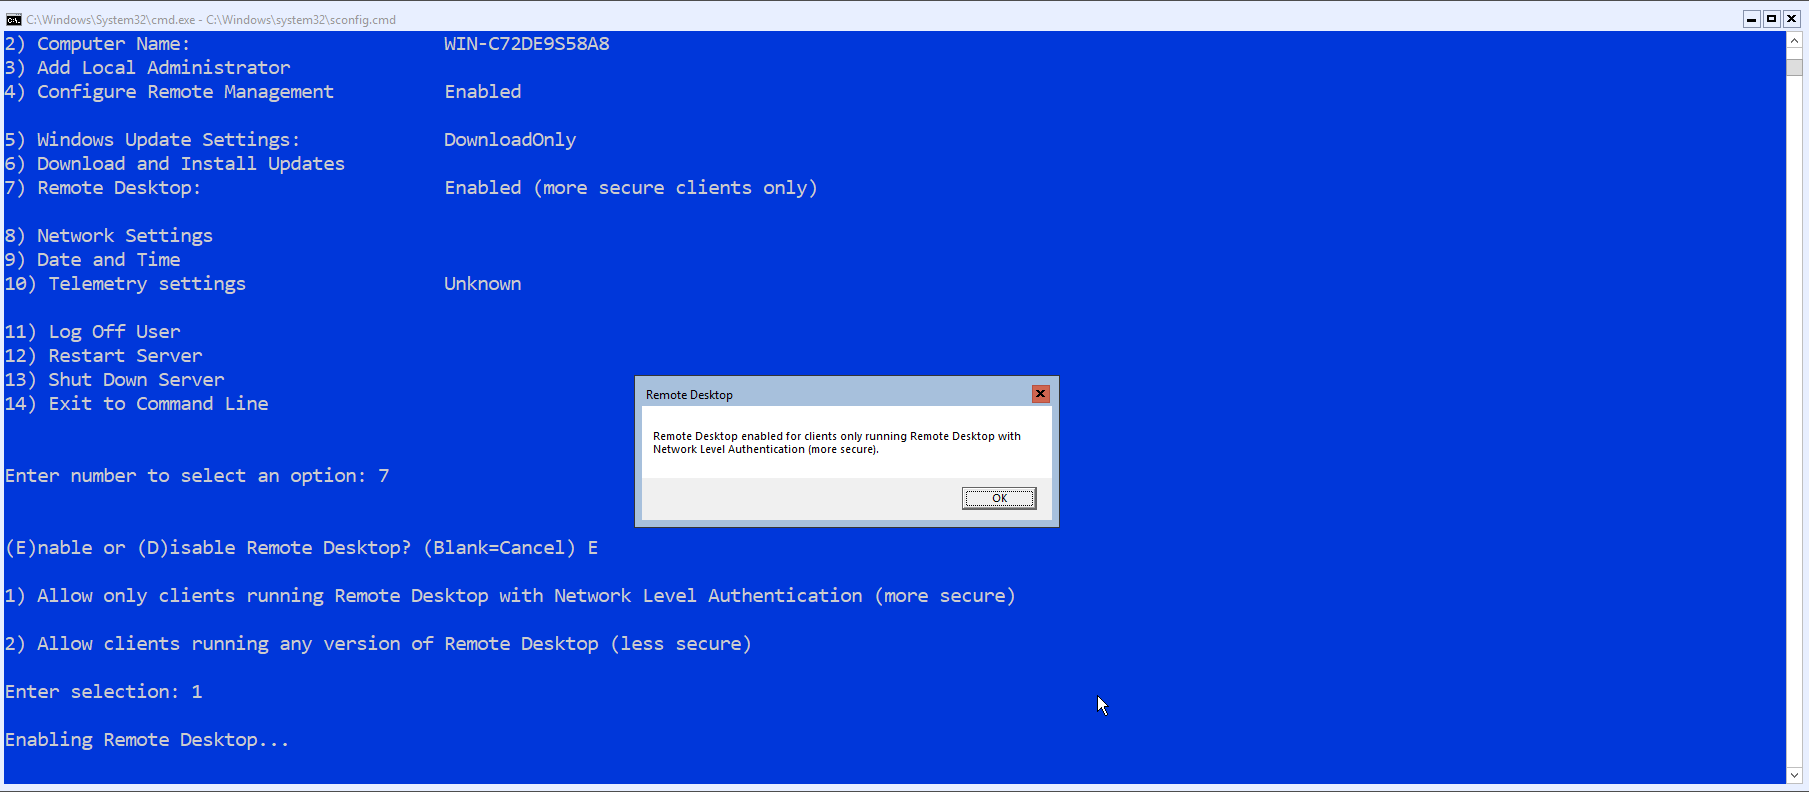 C:\Windows\System32\cmd.exe - C:\Windows\system32\sconfig.cmd
2) Computer Name: WIN-C72DE9S58A8
3) Add Local Administrator
4) Configure Remote Management Enabled
5) Windows Update Settings: DownloadOnly
6) Download and Install Updates
7) Remote Desktop: Enabled (more secure clients only)
8) Network Settings
9) Date and Time
10) Telemetry settings Unknown
11) Log Off User
12) Restart Server
13) Shut Down Server
14) Exit to Command Line
Remote Desktop
Remote Desktop enabled for clients only running Remote Desktop with
Network Level Authentication (more secure).
OK
Enter number to select an option: 7
(E)nable or (D)isable Remote Desktop? (Blank=Cancel) E
1) Allow only clients running Remote Desktop with Network Level Authentication (more secure)
2) Allow clients running any version of Remote Desktop (less secure)
Enter selection: 1
Enabling Remote Desktop...